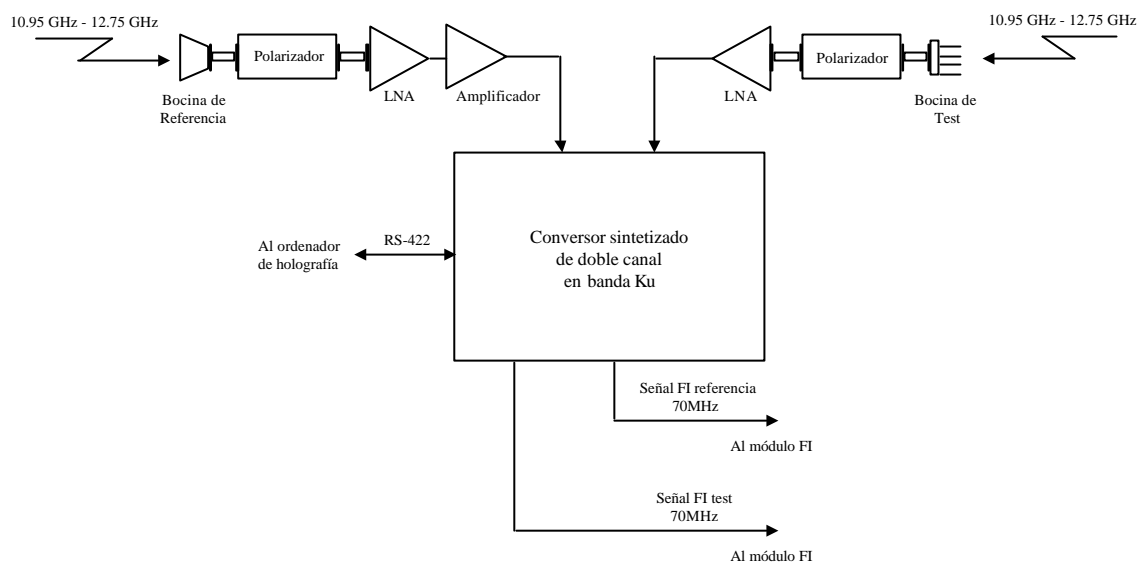 10.95 GHz - 12.75 GHz
10.95 GHz - 12.75 GHz
Polarizador
Polarizador
Bocina de
Referencia
LNA
Amplificador
LNA
Bocina de
Test
Conversor sintetizado
de doble canal
en banda Ku
Al ordenador
de holografía
RS-422
Señal FI referencia
70MHz
Al módulo FI
Señal FI test
70MHz
Al módulo FI